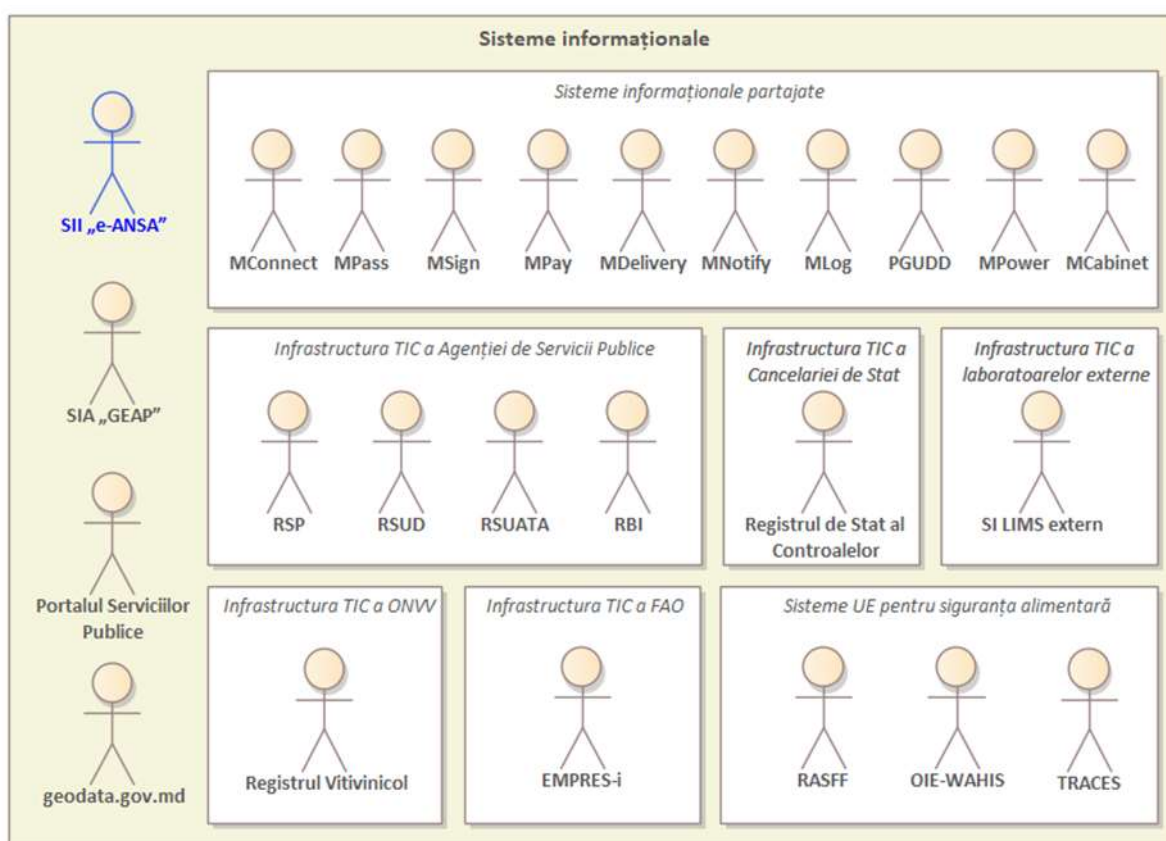 Sisteme informaționale
SII „e-ANSA”
SIA „GEAP”
Portalul Serviciilor
Publice
geodata.gov.md
Sisteme informaționale partajate
MConnect MPass MSign MPay MDelivery MNotify MLog PGUDD MPower MCabinet
Infrastructura TIC a Agenției de Servicii Publice
RSP RSUD RSUATA RBI
Infrastructura TIC a
Cancelariei de Stat
Registrul de Stat al
Controalelor
Infrastructura TIC a
laboratoarelor externe
SI LIMS extern
Infrastructura TIC a ONVV
Registrul Vitivinicol
Infrastructura TIC a FAO
EMPRES-i
Sisteme UE pentru siguranța alimentară
RASFF OIE-WAHIS TRACES